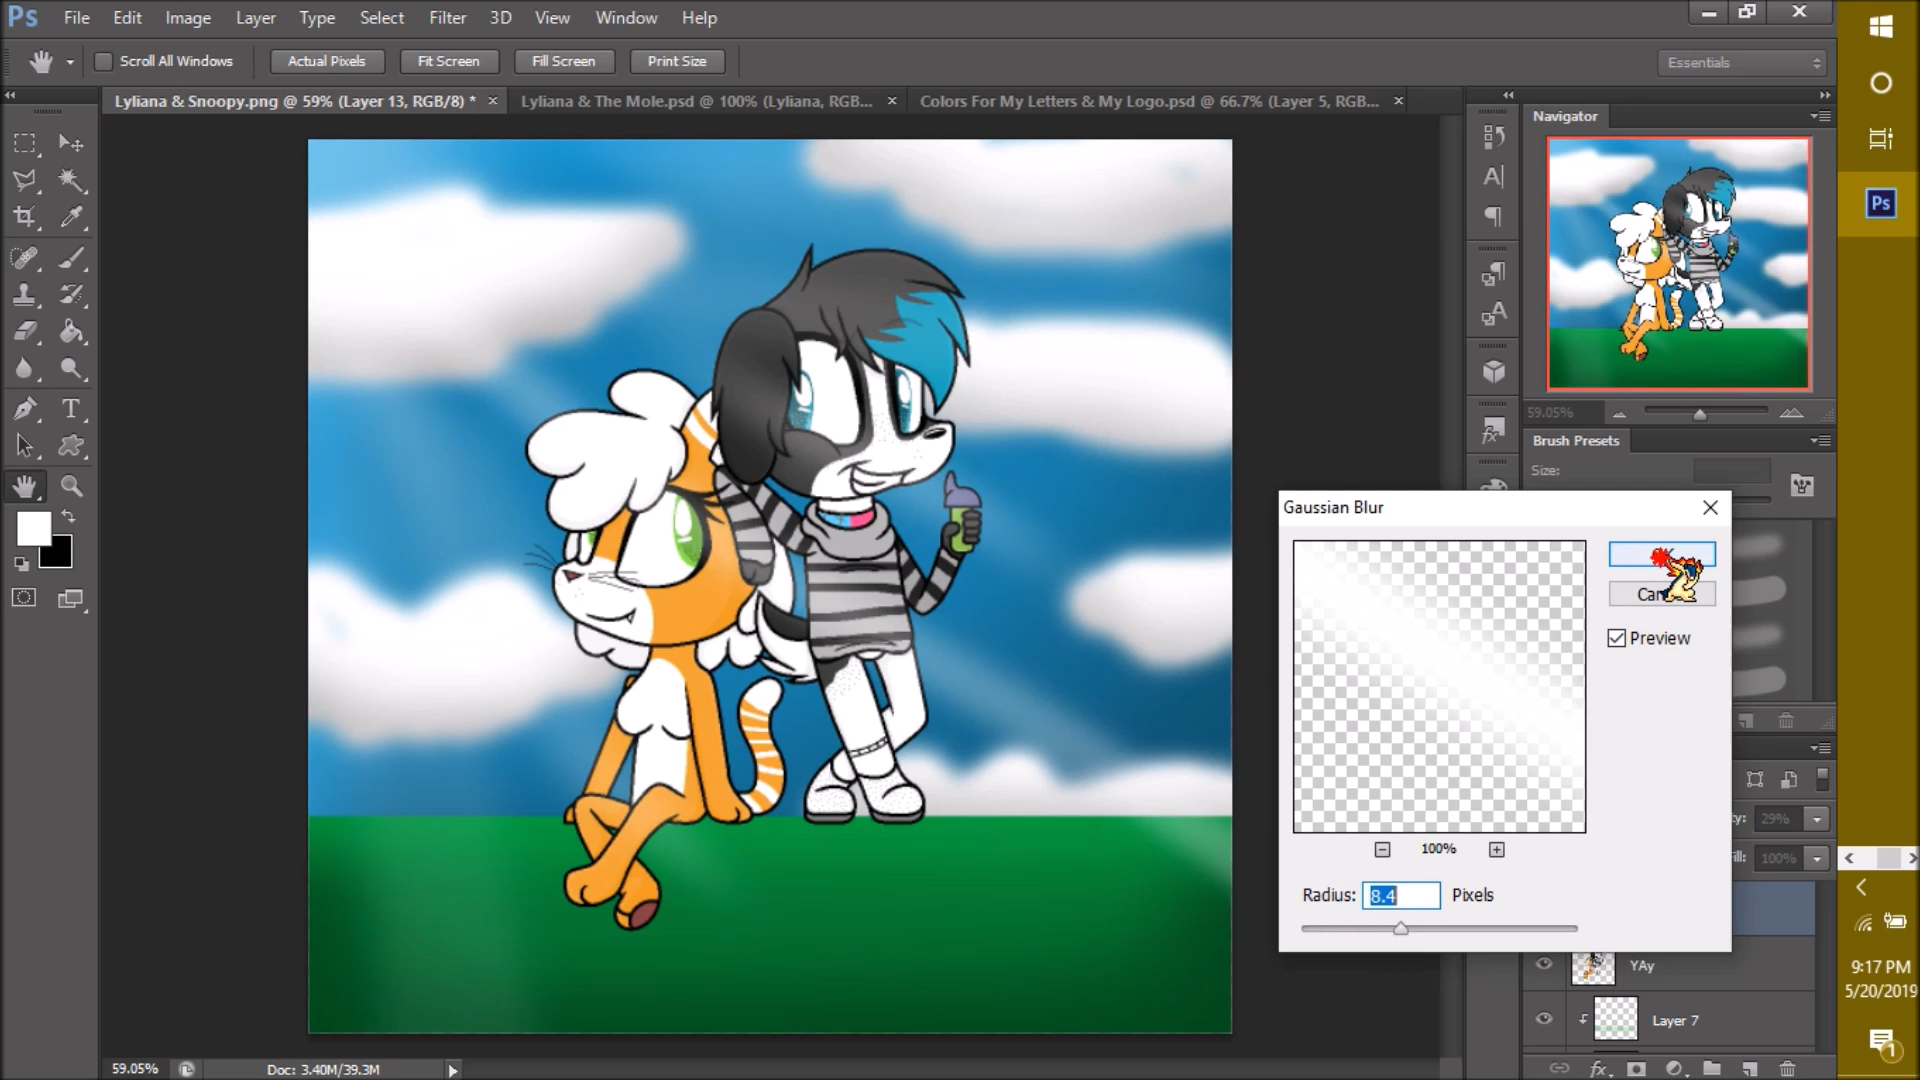 Ps File Edit Image Layer Type Select Filter 3D View Window Help
Scroll All Windows Actual Pixels Fit Screen Fill Screen Print Size Essentials
Lyliana & Snoopy.png @ 59% (Layer 13, RGB/8) * Lyliana & The Mole.psd @ 100% (Lyliana, RGB... Colors For My Letters & My Logo.psd @ 66.7% (Layer 5, RGB...
Navigator
Ps
59.05%
Brush Presets
Size:
Gaussian Blur
Preview
100%
Radius: 8.4 Pixels
29%
100%
YAy
Layer 7
9:17 PM
5/20/2019
1
59.05% Doc: 3.40M/39.3M